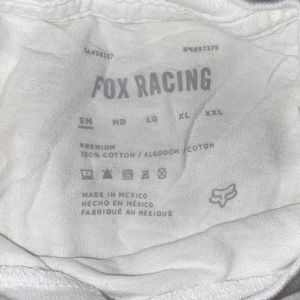 FOX RACING
SM MD LG XL XXL
PREMIUM
100% COTTON / ALGODÓN / COTON
MADE IN MEXICO
HECHO EN MÉXICO
FABRIQUÉ AU MEXIQUE